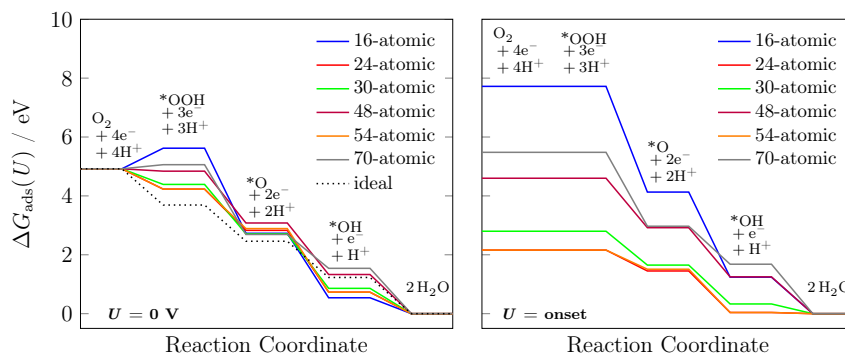 ΔG_ads(U) / eV
10
8
6
4
2
0
O₂
+ 4e⁻
+ 4H⁺
*OOH
+ 3e⁻
+ 3H⁺
*O
+ 2e⁻
+ 2H⁺
*OH
+ e⁻
+ H⁺
2 H₂O
16-atomic
24-atomic
30-atomic
48-atomic
54-atomic
70-atomic
ideal
U = 0 V
Reaction Coordinate
O₂
+ 4e⁻
+ 4H⁺
*OOH
+ 3e⁻
+ 3H⁺
*O
+ 2e⁻
+ 2H⁺
*OH
+ e⁻
+ H⁺
2 H₂O
16-atomic
24-atomic
30-atomic
48-atomic
54-atomic
70-atomic
U = onset
Reaction Coordinate